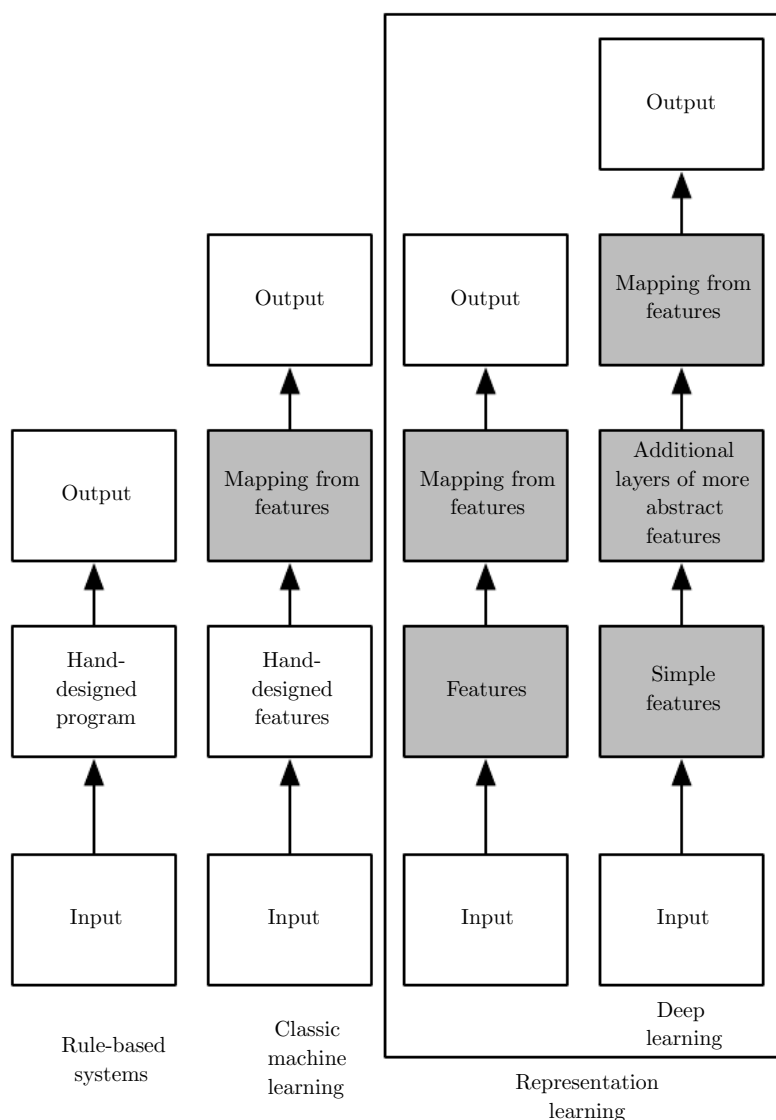 Output
Output
Output
Mapping from
features
Output
Mapping from
features
Mapping from
features
Additional
layers of more
abstract
features
Hand-
designed
program
Hand-
designed
features
Features
Simple
features
Input
Input
Input
Input
Rule-based
systems
Classic
machine
learning
Representation
learning
Deep
learning